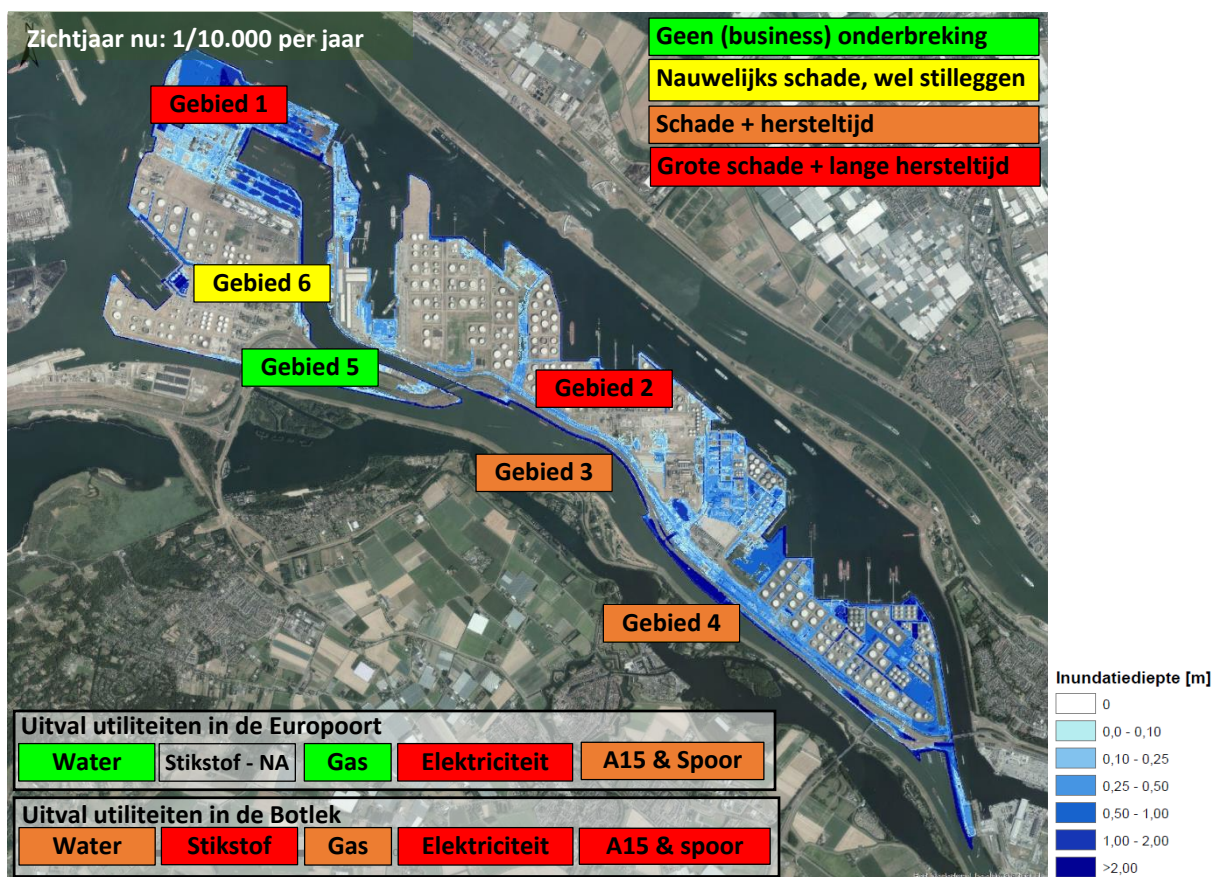 Zichtjaar nu: 1/10.000 per jaar
Geen (business) onderbreking
Nauwelijks schade, wel stilleggen
Schade + hersteltijd
Grote schade + lange hersteltijd
Gebied 1
Gebied 6
Gebied 5
Gebied 2
Gebied 3
Gebied 4
Uitval utiliteiten in de Europoort
Water
Stikstof - NA
Gas
Elektriciteit
A15 & Spoor
Uitval utiliteiten in de Botlek
Water
Stikstof
Gas
Elektriciteit
A15 & spoor
Inundatiediepte [m]
0
0,0 - 0,10
0,10 - 0,25
0,25 - 0,50
0,50 - 1,00
1,00 - 2,00
>2,00